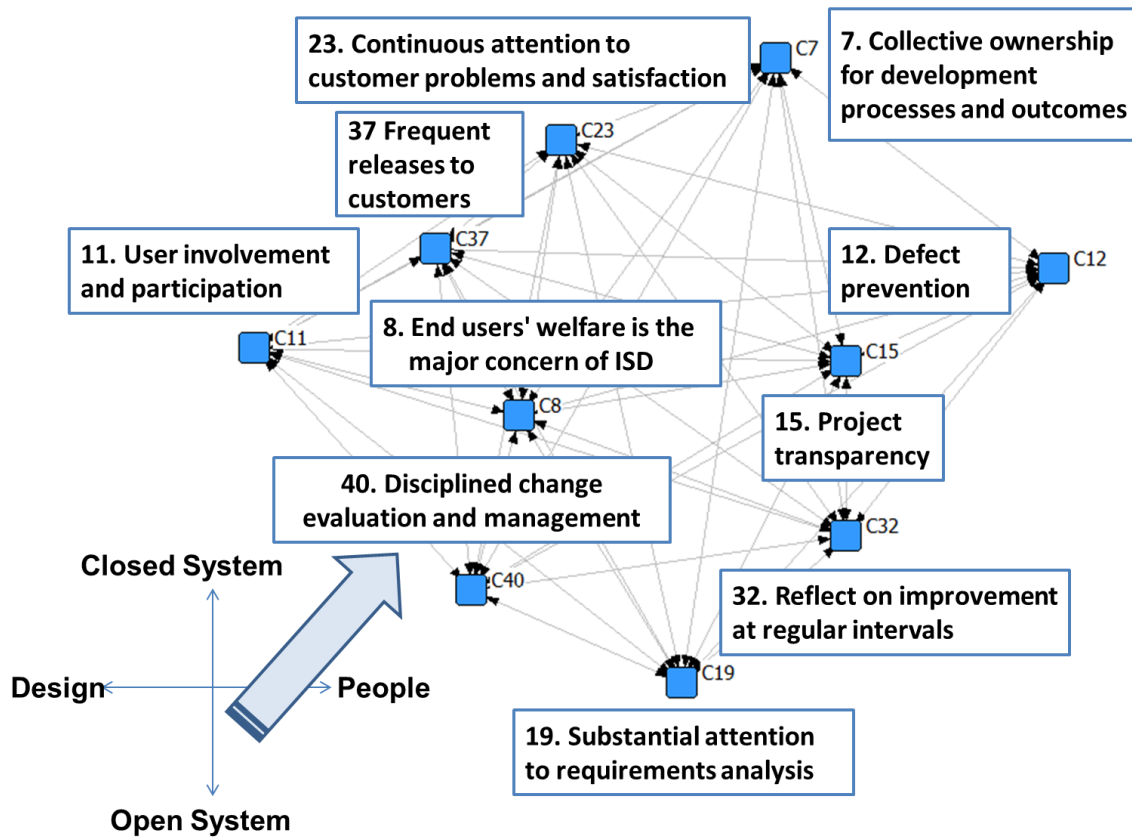 23. Continuous attention to
customer problems and satisfaction
C7
7. Collective ownership
for development
processes and outcomes
37 Frequent
releases to
customers
C23
11. User involvement
and participation
C37
12. Defect
prevention
C12
8. End users' welfare is the
major concern of ISD
C11
C15
C8
15. Project
transparency
40. Disciplined change
evaluation and management
C32
Closed System
C40
32. Reflect on improvement
at regular intervals
Design
People
C19
19. Substantial attention
to requirements analysis
Open System